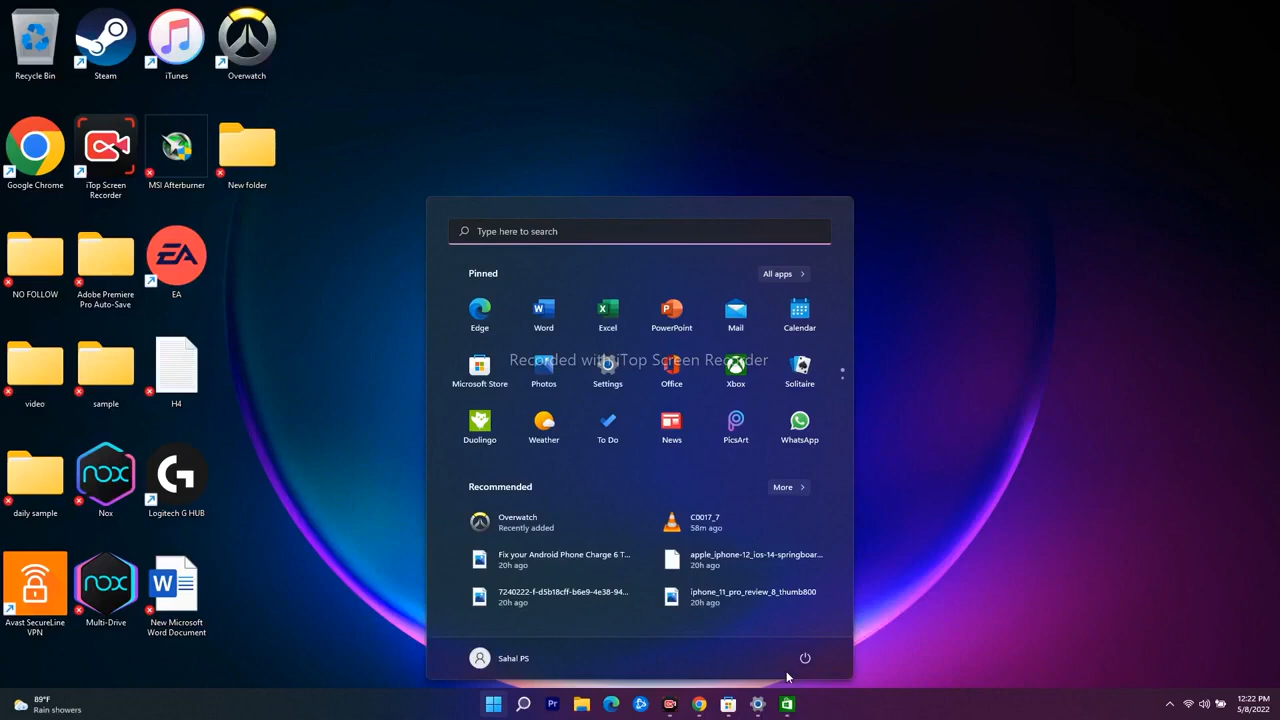 Recycle Bin
Steam
iTunes
Overwatch
Google Chrome
iTop Screen
Recorder
MSI Afterburner
New folder
NO FOLLOW
Adobe Premiere
Pro Auto-Save
EA
EA
video
sample
H4
daily sample
nox
Nox
Logitech G HUB
Avast SecureLine
VPN
nox
Multi-Drive
W
New Microsoft
Word Document
Type here to search
Pinned
All apps
Edge
Word
Excel
PowerPoint
Mail
Calendar
Recorded with iTop Screen Recorder
Microsoft Store
Photos
Settings
Office
Xbox
Solitaire
Duolingo
Weather
To Do
News
PicsArt
WhatsApp
Recommended
More
Overwatch
Recently added
C0017_7
58m ago
Fix your Android Phone Charge 6 T...
20h ago
apple_iphone-12_ios-14-springboar...
20h ago
7240222-f-d5b18cff-b6e9-4e38-94...
20h ago
iphone_11_pro_review_8_thumb800
20h ago
Sahal PS
89°F
Rain showers
Pr
12:22 PM
5/8/2022